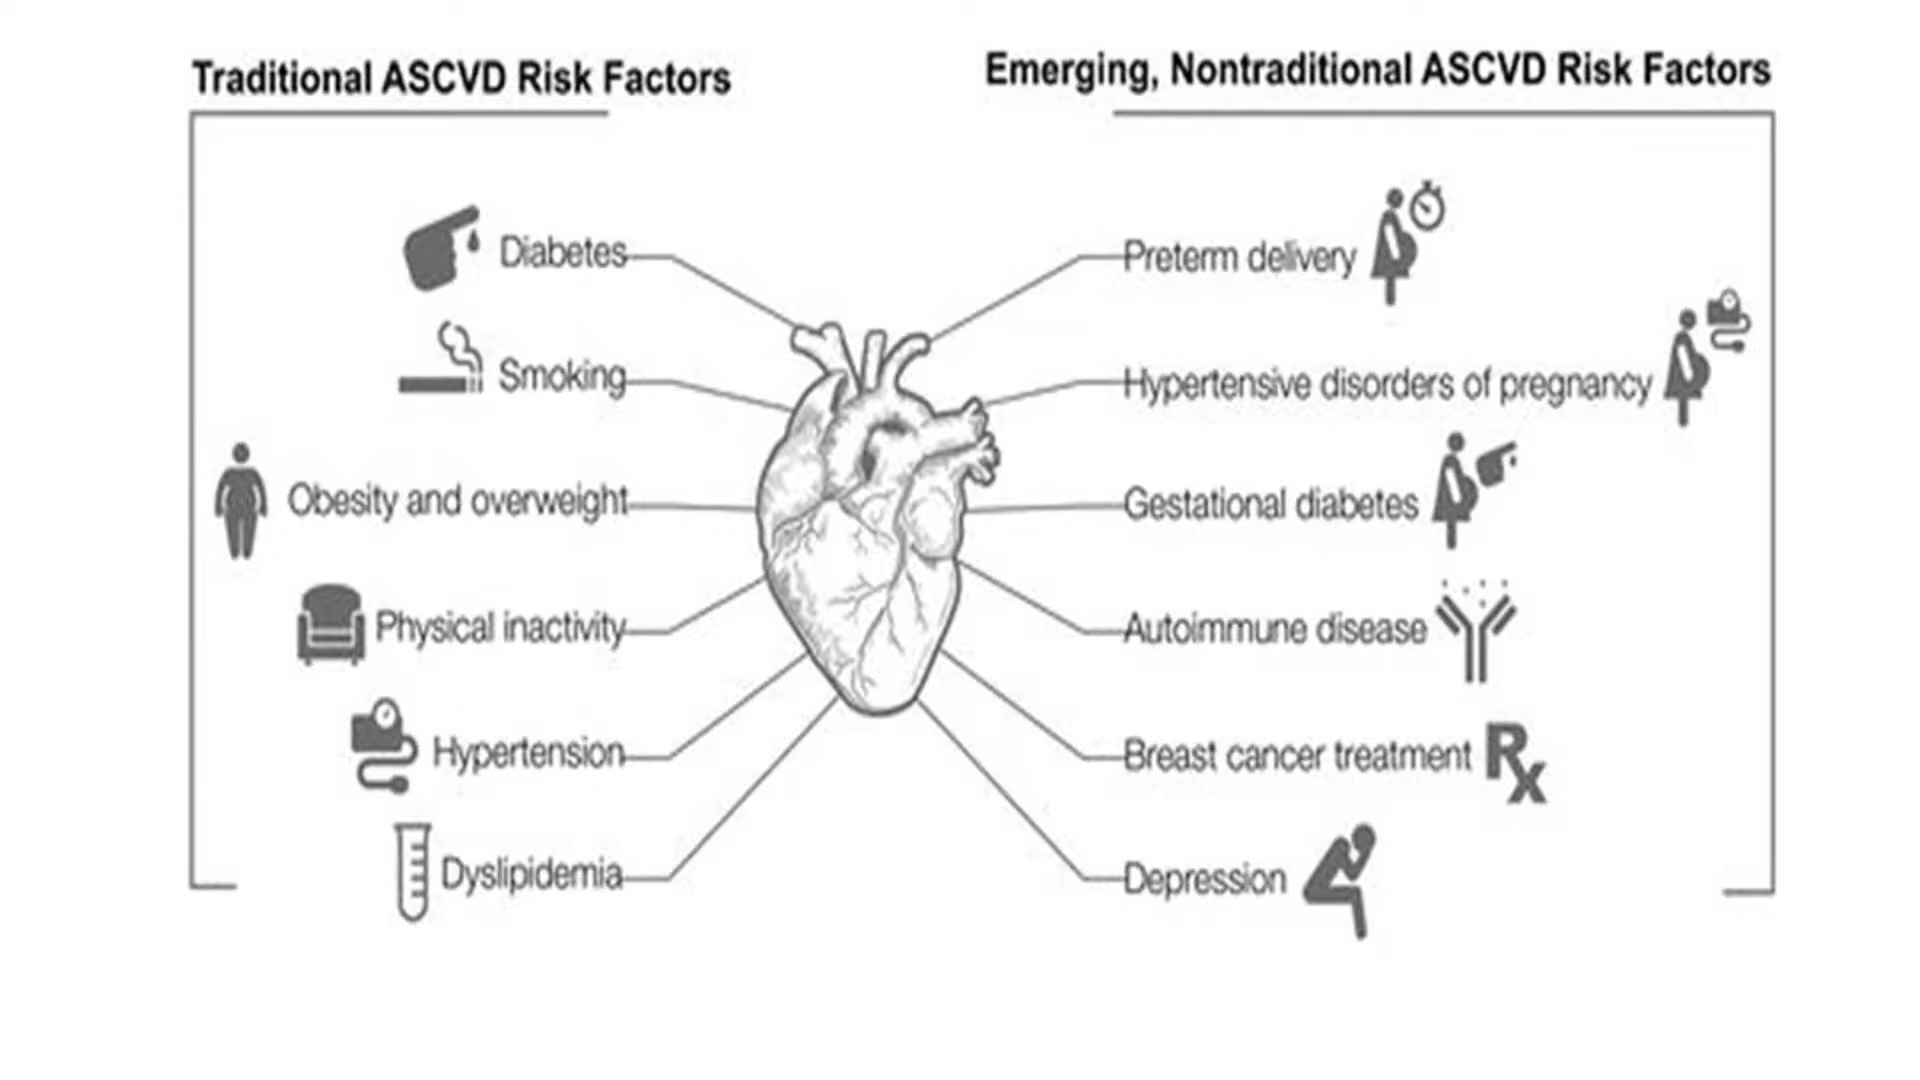 Traditional ASCVD Risk Factors
Diabetes
Smoking
Obesity and overweight
Physical inactivity
Hypertension
Dyslipidemia
Emerging, Nontraditional ASCVD Risk Factors
Preterm delivery
Hypertensive disorders of pregnancy
Gestational diabetes
Autoimmune disease
Breast cancer treatment
Rx
Depression